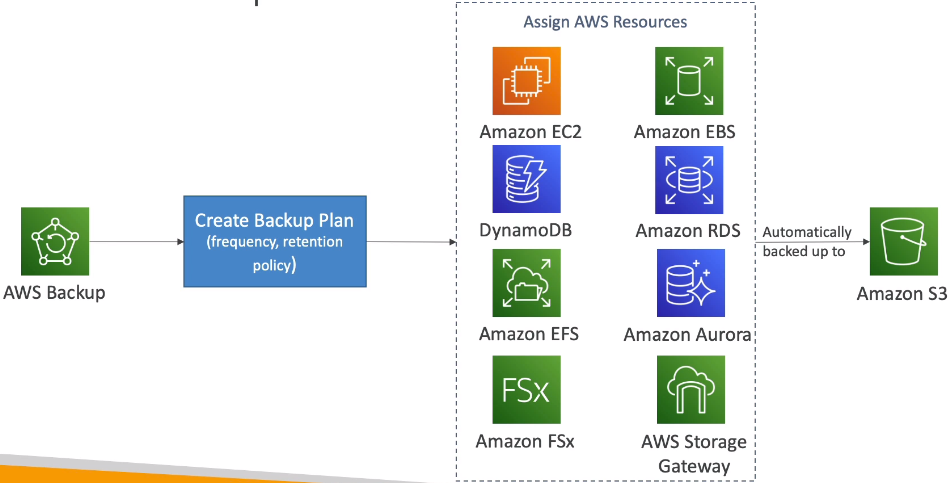 Assign AWS Resources
Amazon EC2
Amazon EBS
DynamoDB
Amazon RDS
Create Backup Plan
(frequency, retention
policy)
Automatically
backed up to
AWS Backup
Amazon S3
Amazon EFS
Amazon Aurora
FSx
Amazon FSx
AWS Storage
Gateway